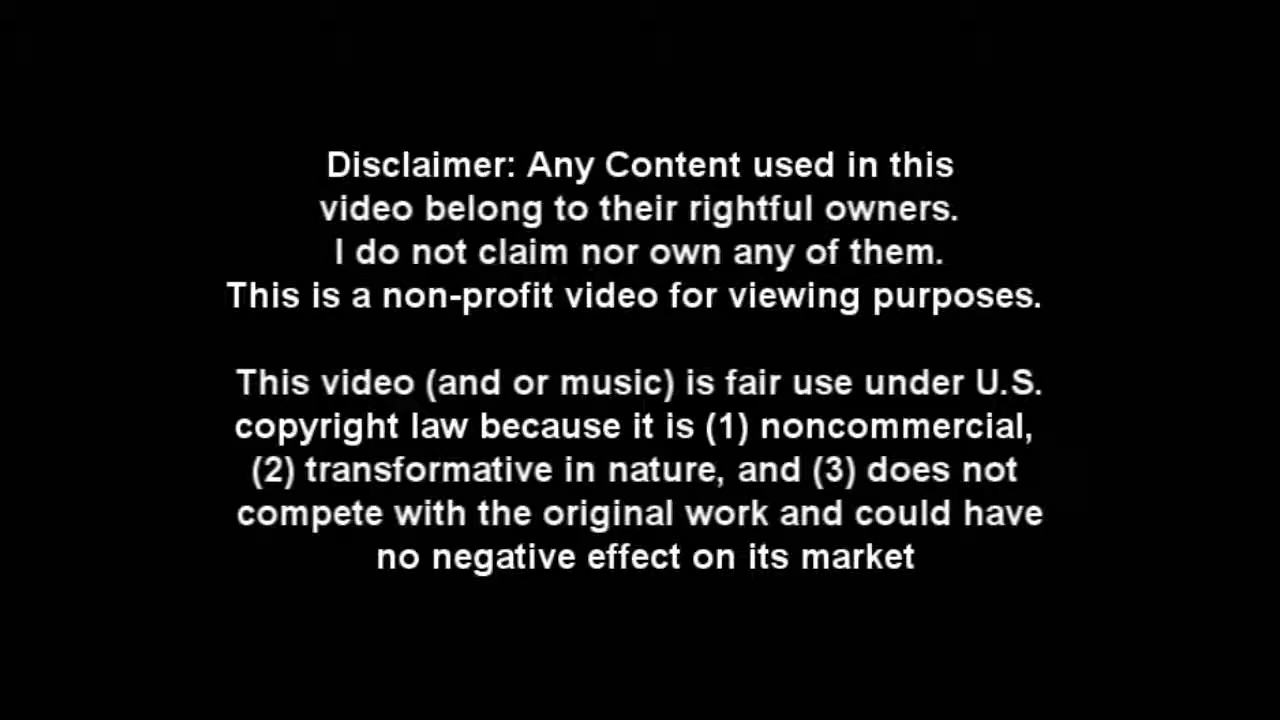 Disclaimer: Any Content used in this
video belong to their rightful owners.
I do not claim nor own any of them.
This is a non-profit video for viewing purposes.
This video (and or music) is fair use under U.S.
copyright law because it is (1) noncommercial,
(2) transformative in nature, and (3) does not
compete with the original work and could have
no negative effect on its market